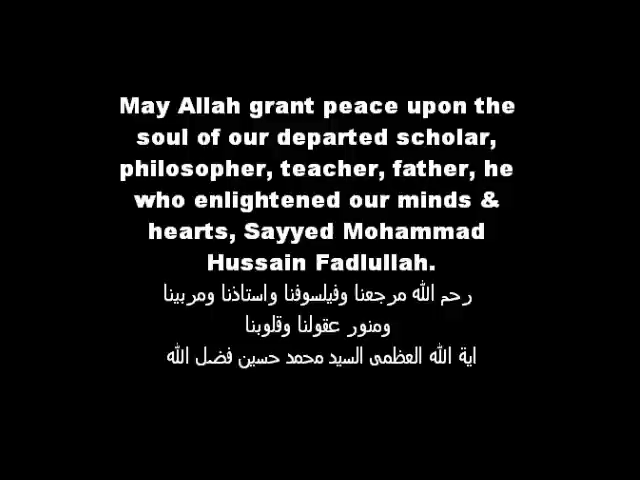 May Allah grant peace upon the
soul of our departed scholar,
philosopher, teacher, father, he
who enlightened our minds &
hearts, Sayyed Mohammad
Hussain Fadlullah.
رحم الله مرجعنا وفيلسوفنا واستاذنا ومربينا
ومنور عقولنا وقلوبنا
اية الله العظمى السيد محمد حسين فضل الله